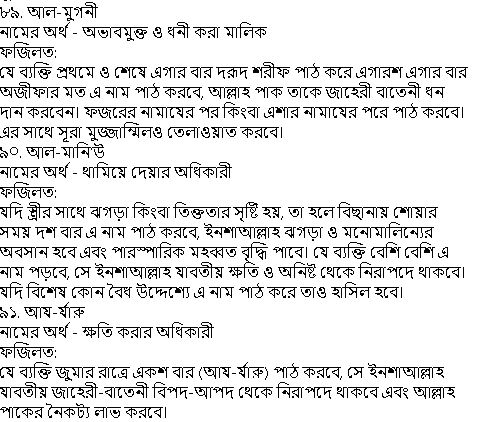 ৮৯. আল-মুগনী
নামের অর্থ - অভাবমুক্ত ও ধনী করা মালিক
ফজিলত:
যে ব্যক্তি প্রথমে ও শেষে এগার বার দরূদ শরীফ পাঠ করে এগারশ এগার বার
অজীফার মত এ নাম পাঠ করবে, আল্লাহ পাক তাকে জাহেরী বাতেনী ধন
দান করবেন। ফজরের নামাযের পর কিংবা এশার নামাযের পরে পাঠ করবে।
এর সাথে সূরা মুজ্জাম্মিলও তেলাওয়াত করবে।
৯০. আল-মানি'উ
নামের অর্থ - থামিয়ে দেয়ার অধিকারী
ফজিলত:
যদি স্ত্রীর সাথে ঝগড়া কিংবা তিক্ততার সৃষ্টি হয়, তা হলে বিছানায় শোয়ার
সময় দশ বার এ নাম পাঠ করবে, ইনশাআল্লাহ ঝগড়া ও মনোমালিন্যের
অবসান হবে এবং পারস্পারিক মহব্বত বৃদ্ধি পাবে। যে ব্যক্তি বেশি বেশি এ
নাম পড়বে, সে ইনশাআল্লাহ যাবতীয় ক্ষতি ও অনিষ্ট থেকে নিরাপদে থাকবে।
যদি বিশেষ কোন বৈধ উদ্দেশ্যে এ নাম পাঠ করে তাও হাসিল হবে।
৯১. আয-র্যারু
নামের অর্থ - ক্ষতি করার অধিকারী
ফজিলত:
যে ব্যক্তি জুমার রাত্রে একশ বার (আয-র্যারু) পাঠ করবে, সে ইনশাআল্লাহ
যাবতীয় জাহেরী-বাতেনী বিপদ-আপদ থেকে নিরাপদে থাকবে এবং আল্লাহ
পাকের নৈকট্য লাভ করবে।